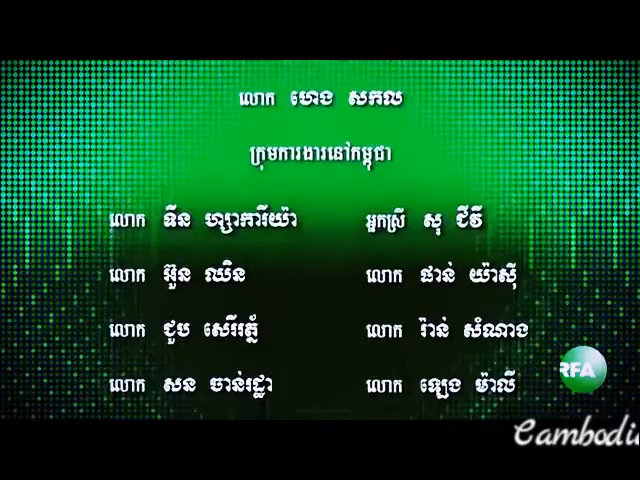 លោក ហេង សកល
ក្រុមការងារនៅកម្ពុជា
លោក ទីន ហ្សាការីយ៉ា
អ្នកស្រី សុ ជីវី
លោក អ៊ួន ឈិន
លោក ផាន់ យ៉ាស៊ី
លោក ជួប សេរីរត្ន័
លោក រ៉ាន់ សំណាង
លោក សន ចាន់រដ្ឋា
លោក ឡេង ម៉ាលី
RFA
Cambodia